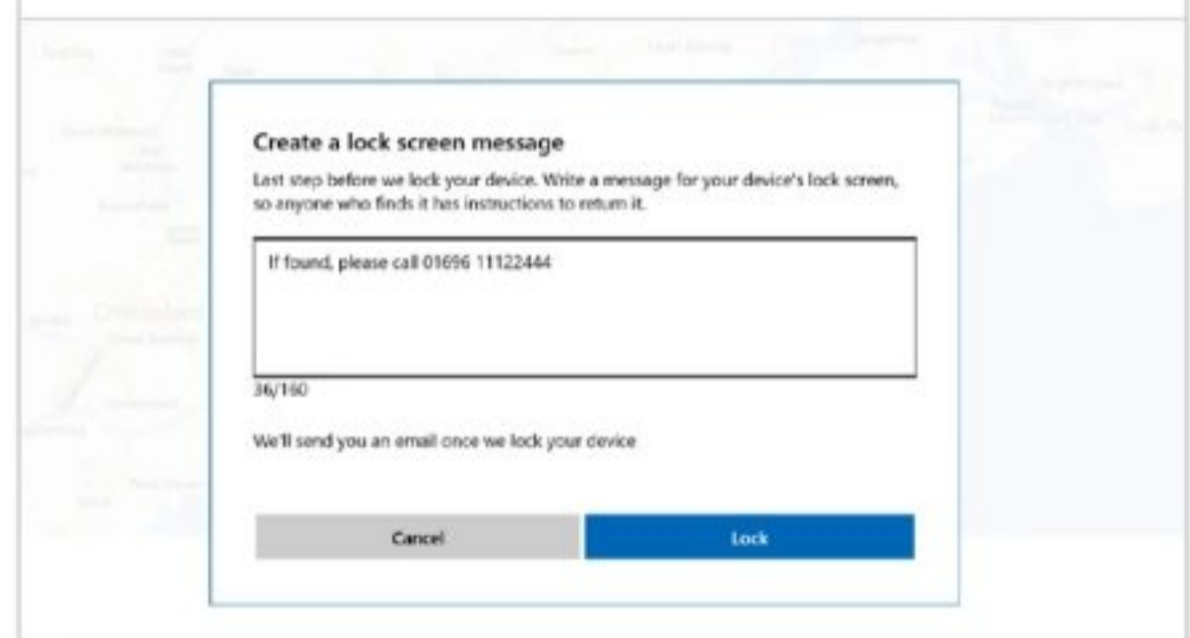 Create a lock screen message
Last step before we lock your device. Write a message for your device's lock screen,
so anyone who finds it has instructions to return it.
If found, please call 01696 11122444
36/160
We'll send you an email once we lock your device
Cancel
Lock